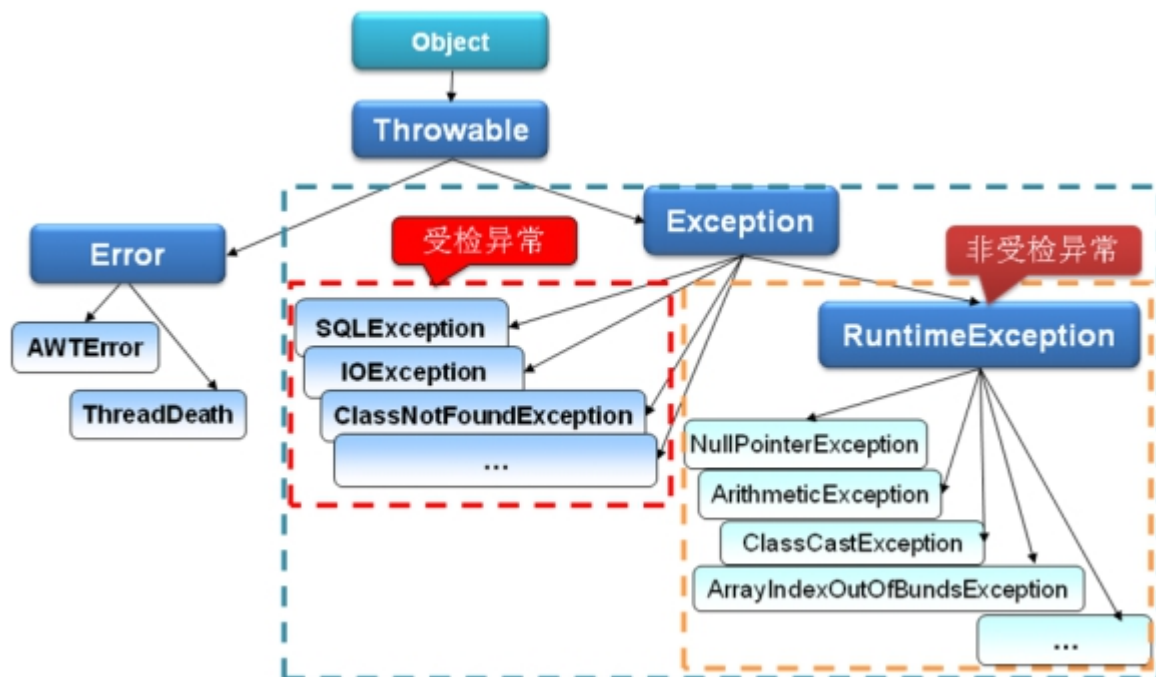 Object
Throwable
Exception
受检异常
非受检异常
Error
SQLException
RuntimeException
AWTError
IOException
ThreadDeath
ClassNotFoundException
...
NullPointerException
ArithmeticException
ClassCastException
ArrayIndexOutOfBundsException
...